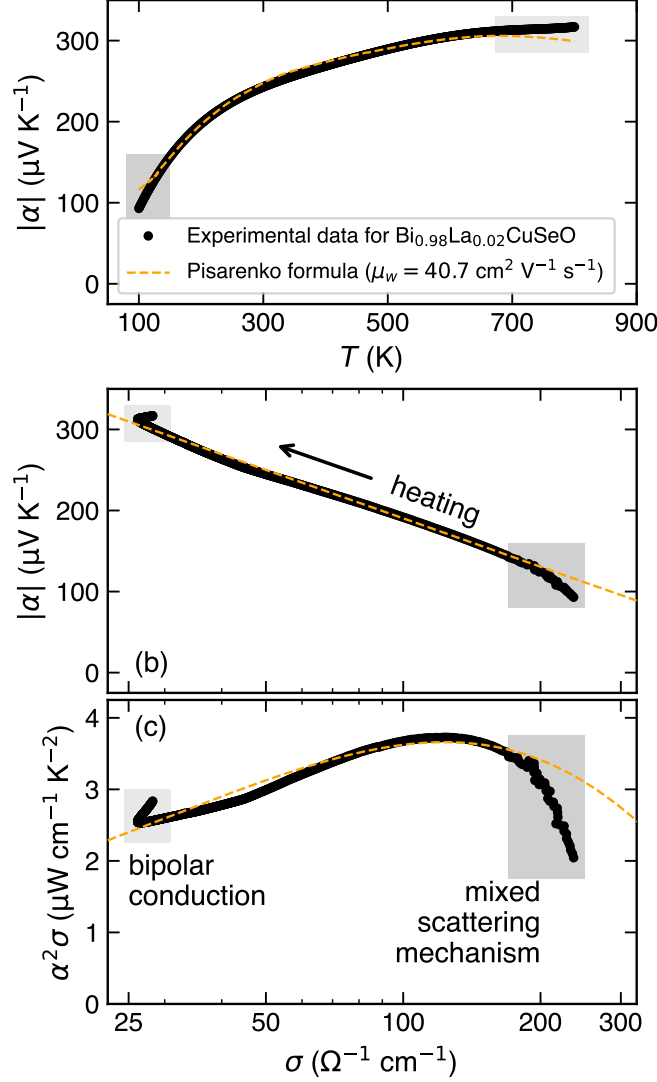 300
200
100
0
|α| (μV K⁻¹)
Experimental data for Bi₀.₉₈La₀.₀₂CuSeO
Pisarenko formula (μ_w = 40.7 cm² V⁻¹ s⁻¹)
100 300 500 700 900
T (K)
300
200
100
0
|α| (μV K⁻¹)
heating
(b)
(c)
4
3
2
1
0
α²σ (μW cm⁻¹ K⁻²)
bipolar
conduction
mixed
scattering
mechanism
25 50 100 200 300
σ (Ω⁻¹ cm⁻¹)